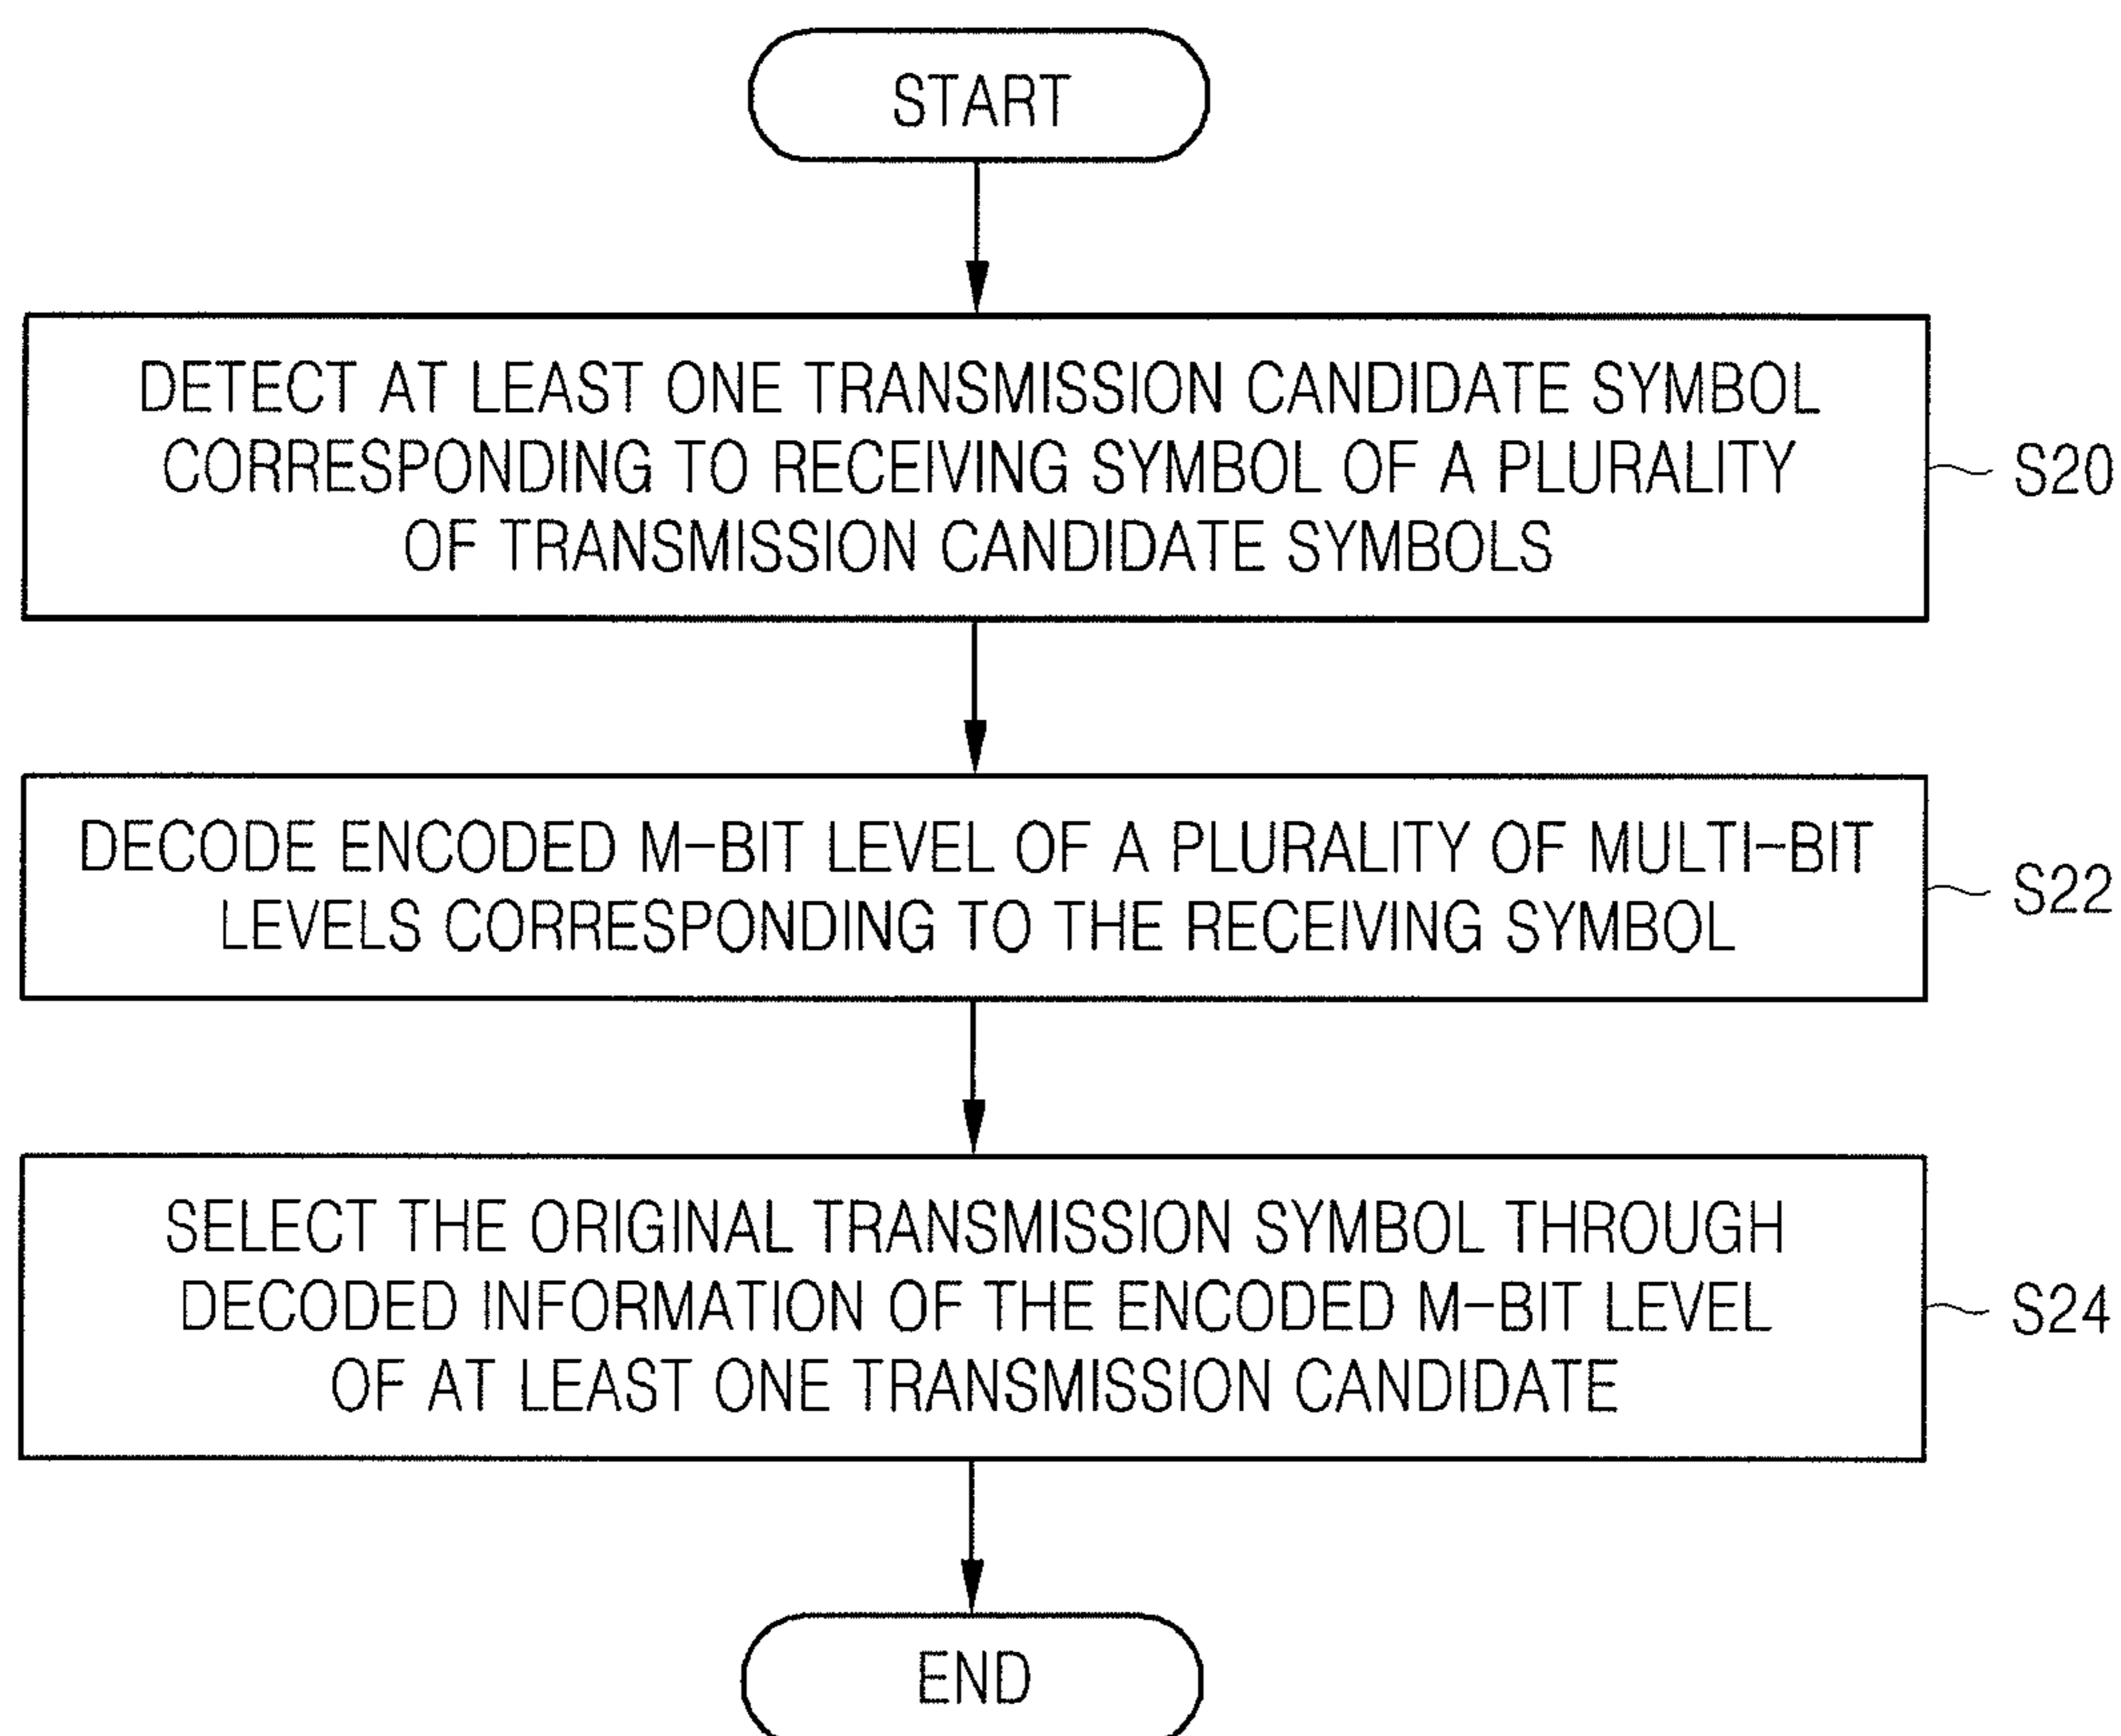 START
DETECT AT LEAST ONE TRANSMISSION CANDIDATE SYMBOL
CORRESPONDING TO RECEIVING SYMBOL OF A PLURALITY
OF TRANSMISSION CANDIDATE SYMBOLS
S20
DECODE ENCODED M-BIT LEVEL OF A PLURALITY OF MULTI-BIT
LEVELS CORRESPONDING TO THE RECEIVING SYMBOL
S22
SELECT THE ORIGINAL TRANSMISSION SYMBOL THROUGH
DECODED INFORMATION OF THE ENCODED M-BIT LEVEL
OF AT LEAST ONE TRANSMISSION CANDIDATE
S24
END